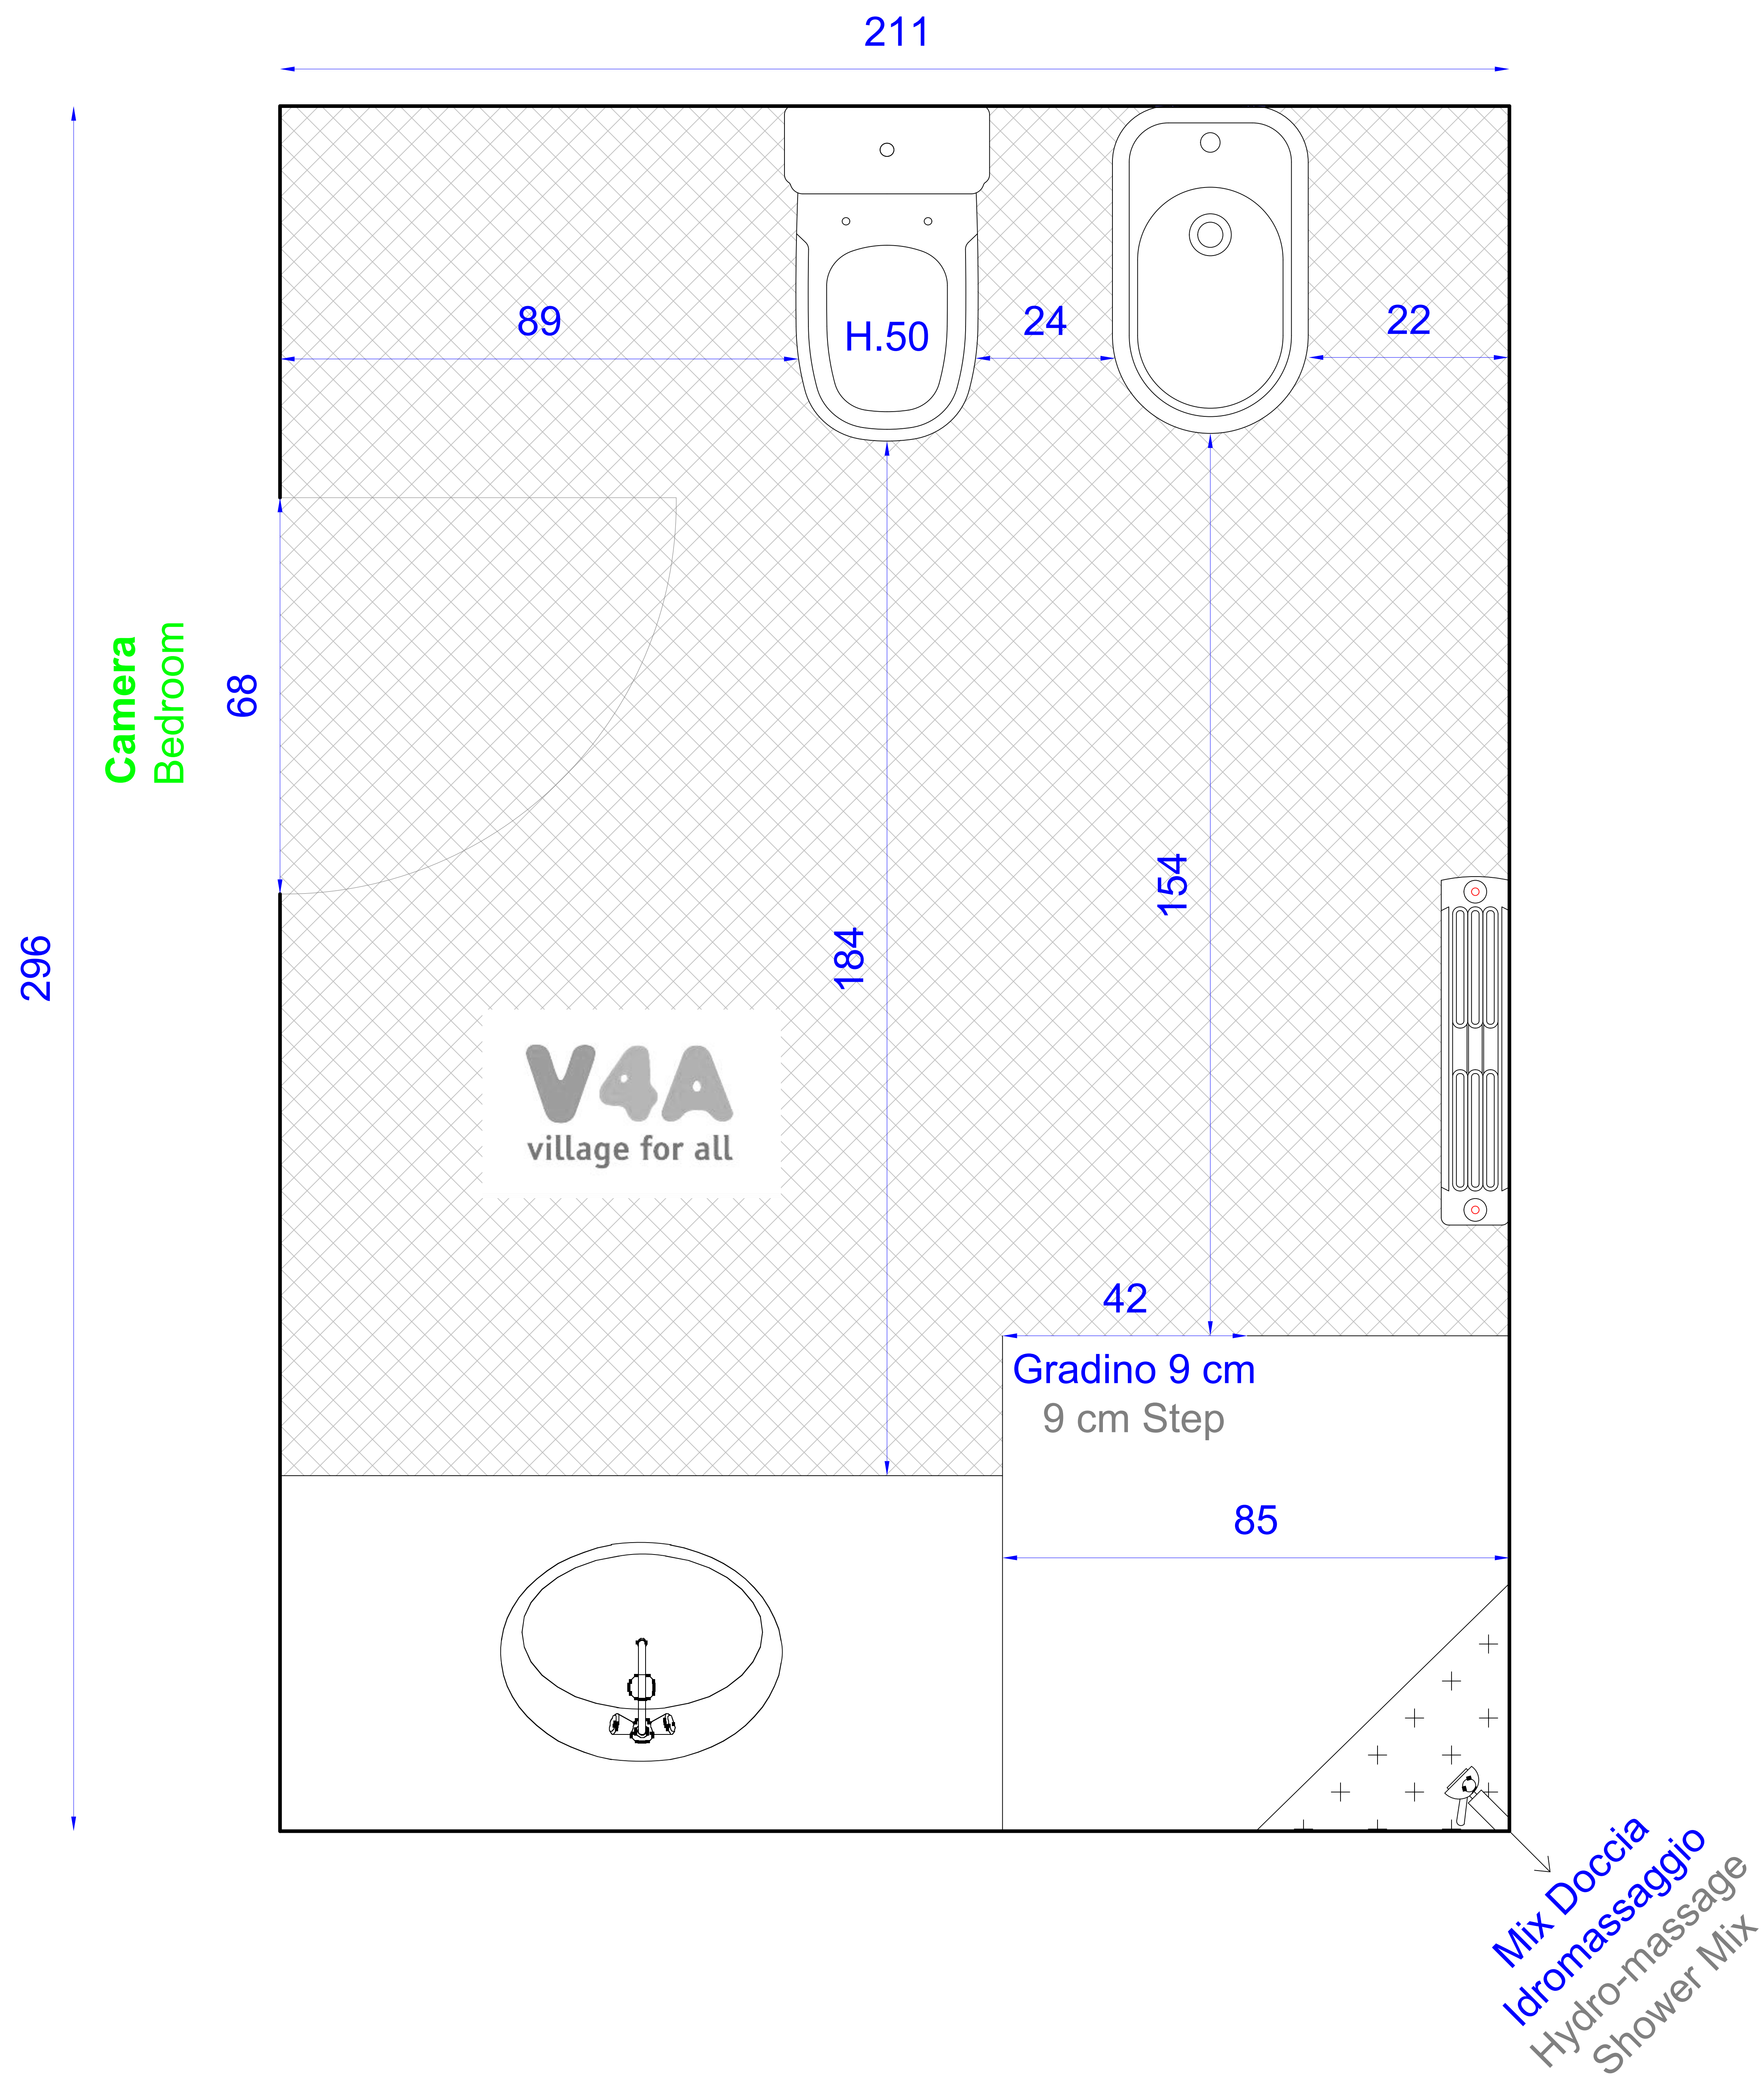 211
89
H.50
24
22
Camera
Bedroom
68
296
184
154
V4A
village for all
42
Gradino 9 cm
9 cm Step
85
Mix Doccia
Idromassaggio
Hydro-massage
Shower Mix